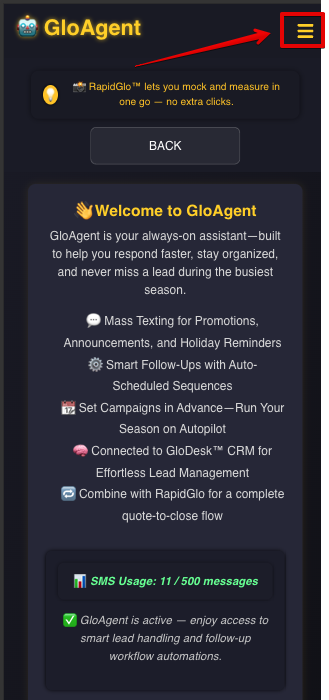 🤖 GloAgent
📸 RapidGlo™ lets you mock and measure in
one go — no extra clicks.
BACK
👋Welcome to GloAgent
GloAgent is your always-on assistant—built
to help you respond faster, stay organized,
and never miss a lead during the busiest
season.
💬 Mass Texting for Promotions,
Announcements, and Holiday Reminders
⚙️ Smart Follow-Ups with Auto-
Scheduled Sequences
📆 Set Campaigns in Advance—Run Your
Season on Autopilot
🧠 Connected to GloDesk™ CRM for
Effortless Lead Management
🔁 Combine with RapidGlo for a complete
quote-to-close flow
📊 SMS Usage: 11 / 500 messages
✅ GloAgent is active — enjoy access to
smart lead handling and follow-up
workflow automations.